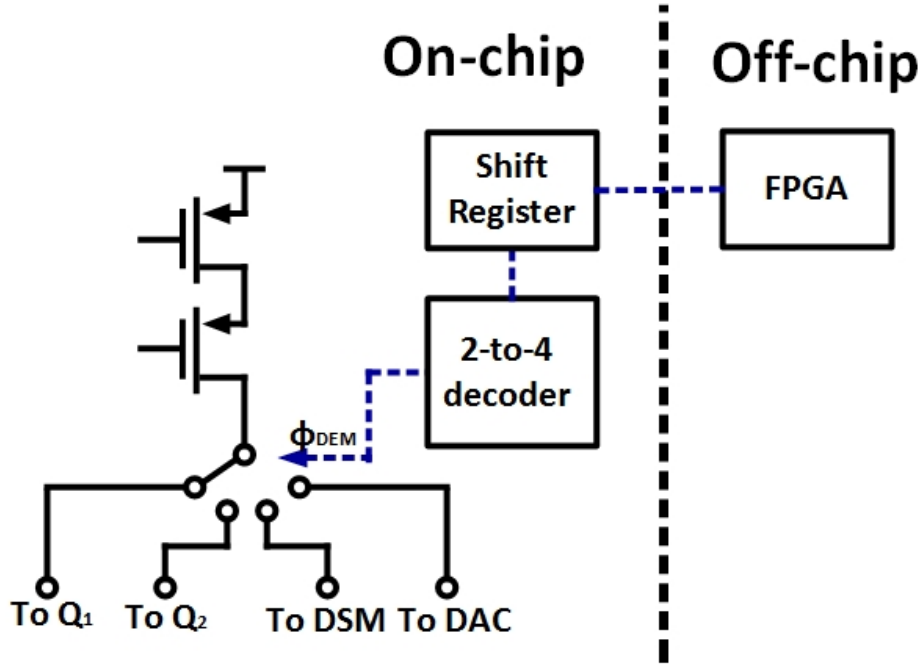 On-chip
Off-chip
Shift
Register
FPGA
2-to-4
decoder
ϕDEM
To Q1
To Q2
To DSM
To DAC